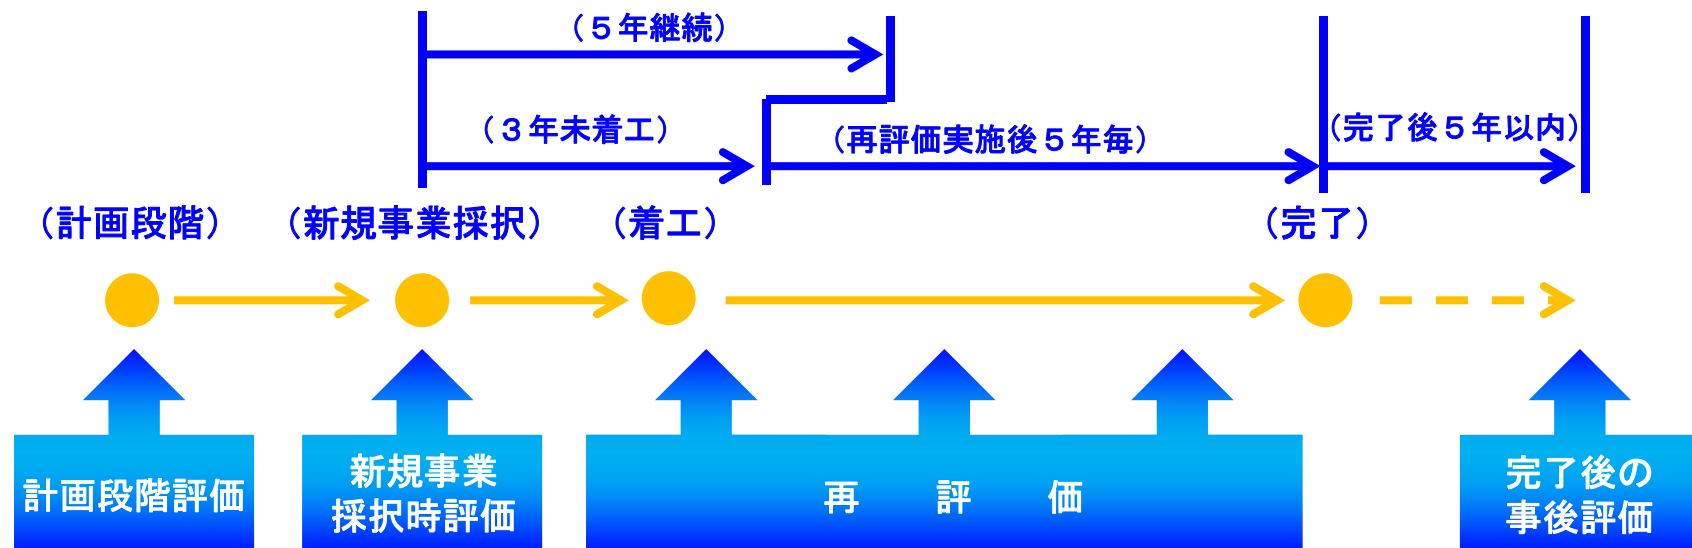 （５年継続）
（３年未着工）
（再評価実施後５年毎）
（完了後５年以内）
（計画段階）
（新規事業採択）
（着工）
（完了）
計画段階評価
新規事業
採択時評価
再評価
完了後の
事後評価